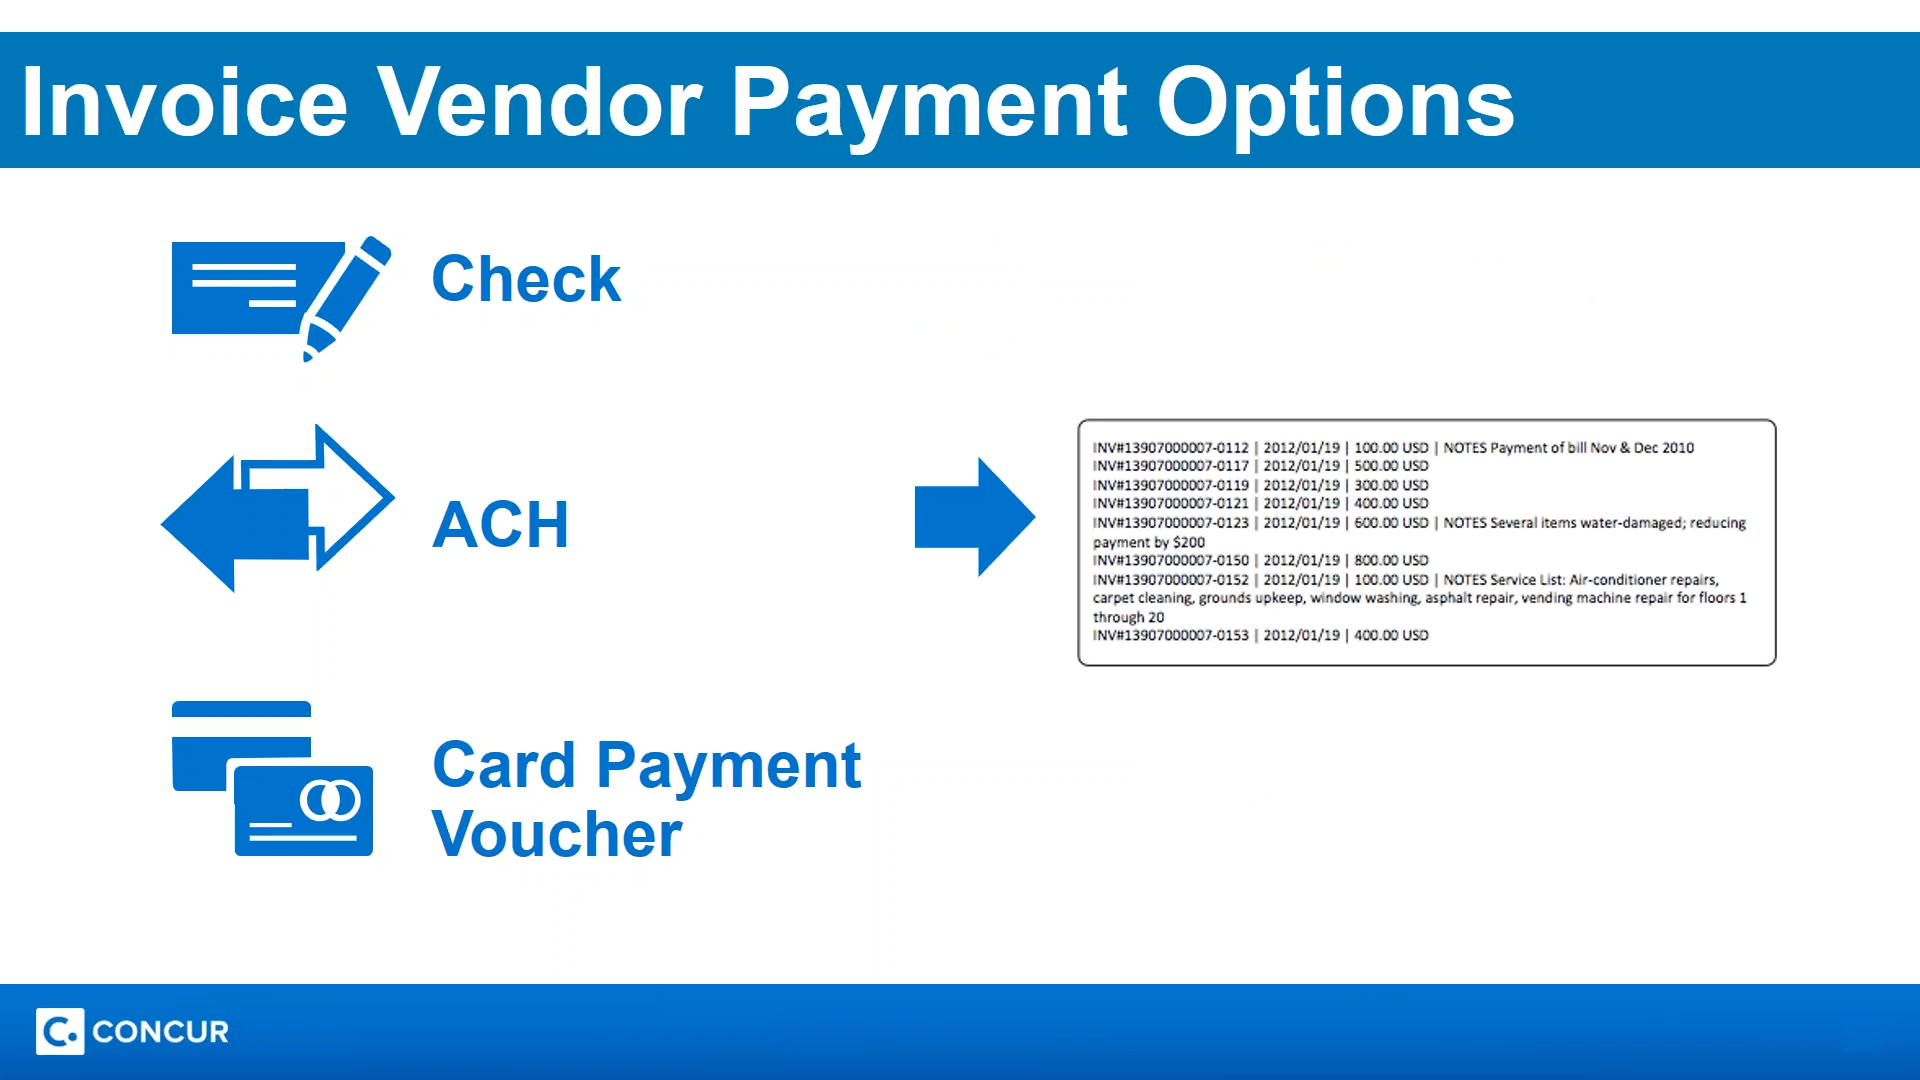 Invoice Vendor Payment Options
Check
ACH
INV#13907000007-0112 | 2012/01/19 | 100.00 USD | NOTES Payment of bill Nov & Dec 2010
INV#13907000007-0117 | 2012/01/19 | 500.00 USD
INV#13907000007-0119 | 2012/01/19 | 300.00 USD
INV#13907000007-0121 | 2012/01/19 | 400.00 USD
INV#13907000007-0123 | 2012/01/19 | 600.00 USD | NOTES Several items water-damaged; reducing
payment by $200
INV#13907000007-0150 | 2012/01/19 | 800.00 USD
INV#13907000007-0152 | 2012/01/19 | 100.00 USD | NOTES Service List: Air-conditioner repairs,
carpet cleaning, grounds upkeep, window washing, asphalt repair, vending machine repair for floors 1
through 20
INV#13907000007-0153 | 2012/01/19 | 400.00 USD
Card Payment
Voucher
C. CONCUR